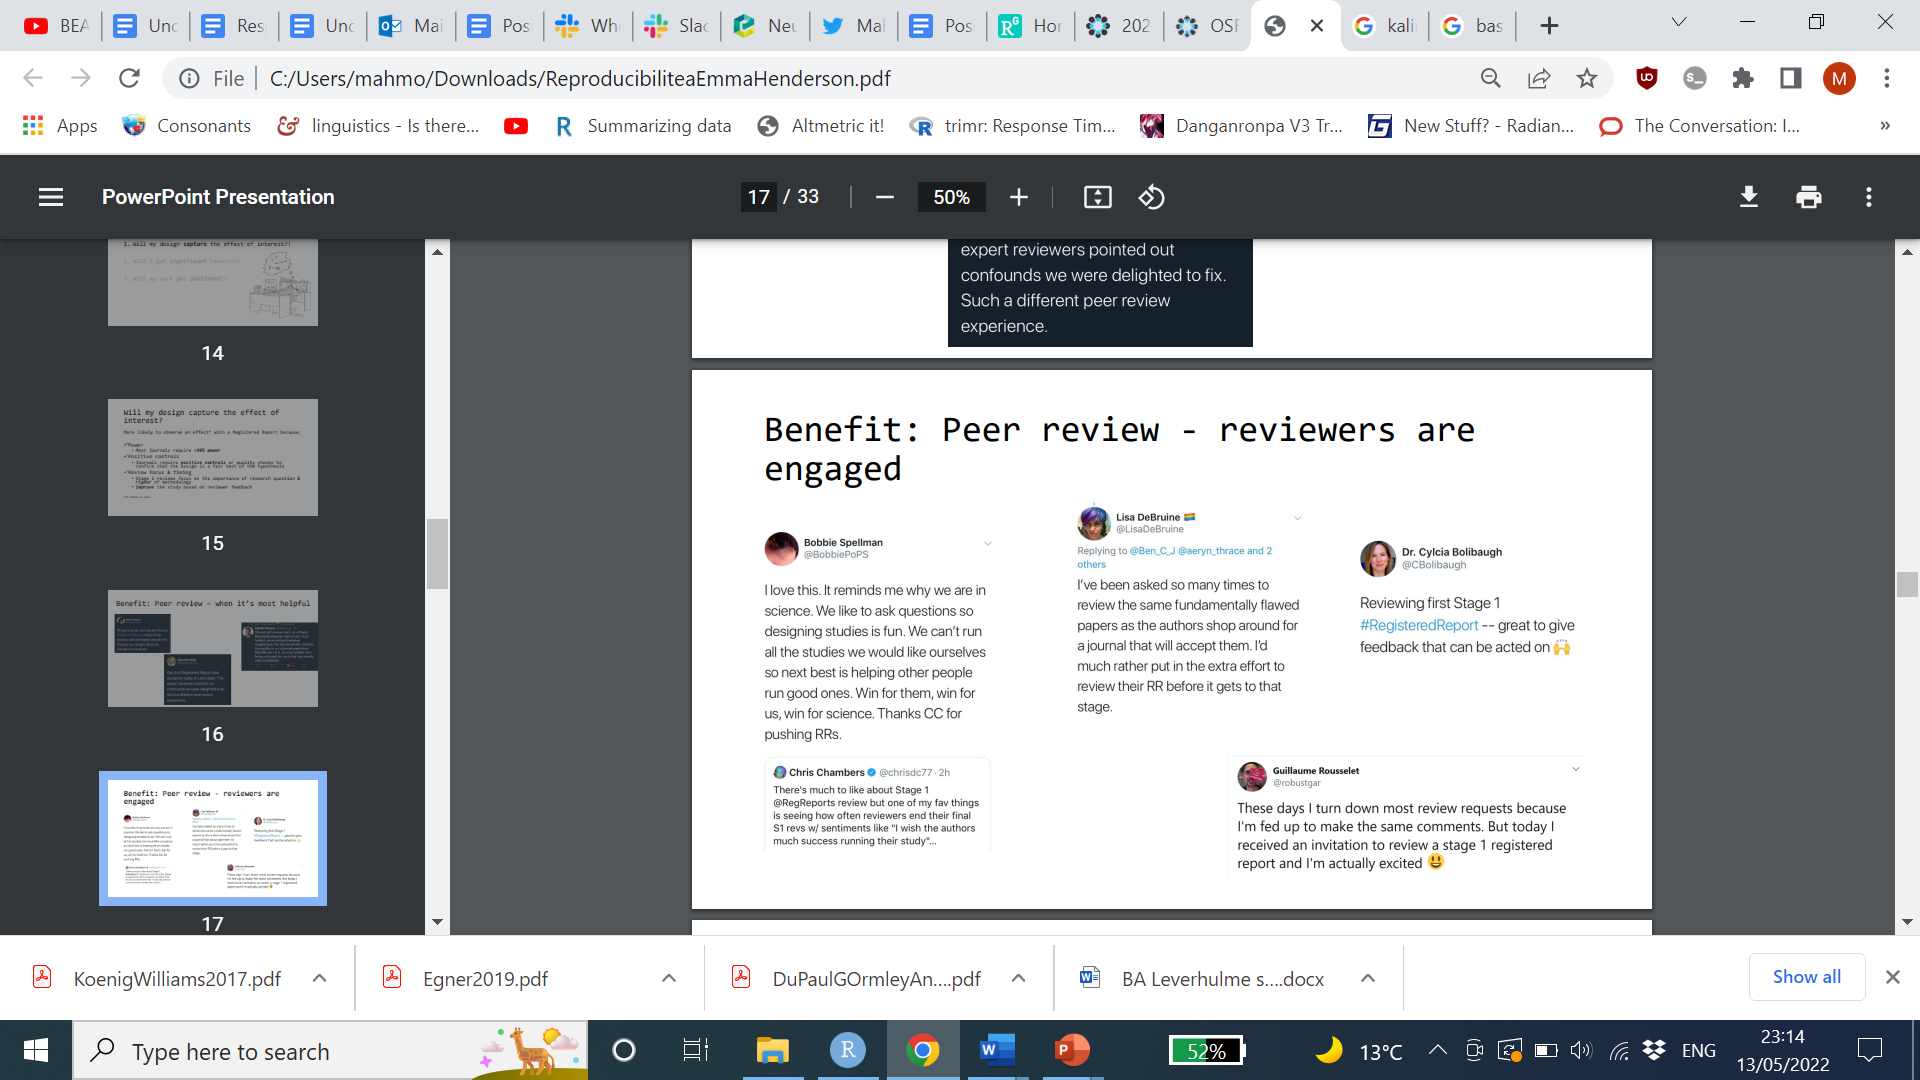 BEA
Unc
Res
Unc
Mai
Pos
Wh
Slac
Neu
Mah
Pos
Hor
202
OSF
kali
bas
File
C:/Users/mahmo/Downloads/ReproducibiliteaEmmaHenderson.pdf
M
Apps
Consonants
linguistics - Is there...
Summarizing data
Altmetric it!
trimr: Response Tim...
Danganronpa V3 Tr...
New Stuff? - Radian...
The Conversation: I...
»
PowerPoint Presentation
17 / 33
50%
14
Will my design capture the effect of
interest?
15
Benefit: Peer review – when it's most helpful
16
Benefit: Peer review - reviewers are
engaged
17
expert reviewers pointed out
confounds we were delighted to fix.
Such a different peer review
experience.
Benefit: Peer review - reviewers are
engaged
Bobbie Spellman
@BobbiePoPS
I love this. It reminds me why we are in
science. We like to ask questions so
designing studies is fun. We can't run
all the studies we would like ourselves
so next best is helping other people
run good ones. Win for them, win for
us, win for science. Thanks CC for
pushing RRs.
Chris Chambers @chrisdc77 · 2h
There's much to like about Stage 1
@RegReports review but one of my fav things
is seeing how often reviewers end their final
S1 revs w/ sentiments like "I wish the authors
much success running their study"...
Lisa DeBruine 🏳️‍🌈
@LisaDeBruine
Replying to @Ben_C_J @aeryn_thrace and 2
others
I've been asked so many times to
review the same fundamentally flawed
papers as the authors shop around for
a journal that will accept them. I'd
much rather put in the extra effort to
review their RR before it gets to that
stage.
Dr. Cylcia Bolibaugh
@CBolibaugh
Reviewing first Stage 1
#RegisteredReport -- great to give
feedback that can be acted on 🙌
Guillaume Rousselet
@robustgar
These days I turn down most review requests because
I'm fed up to make the same comments. But today I
received an invitation to review a stage 1 registered
report and I'm actually excited 😃
KoenigWilliams2017.pdf
Egner2019.pdf
DuPaulGOrmleyAn....pdf
BA Leverhulme s....docx
Show all
Type here to search
52%
13°C
ENG
23:14
13/05/2022